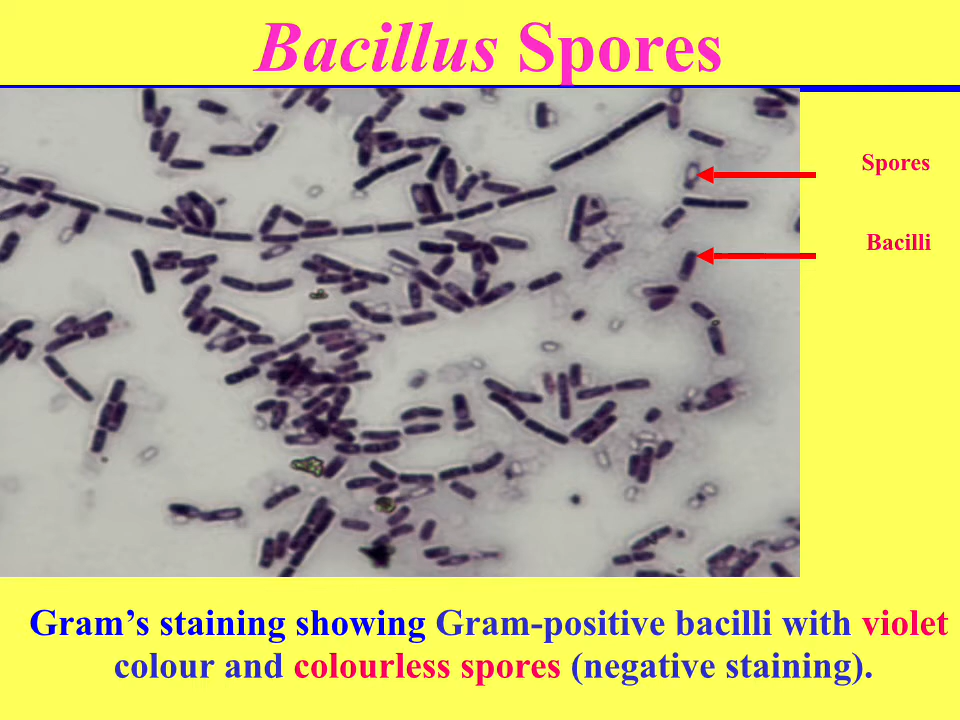 Bacillus Spores
Spores
Bacilli
Gram’s staining showing Gram-positive bacilli with violet
colour and colourless spores (negative staining).